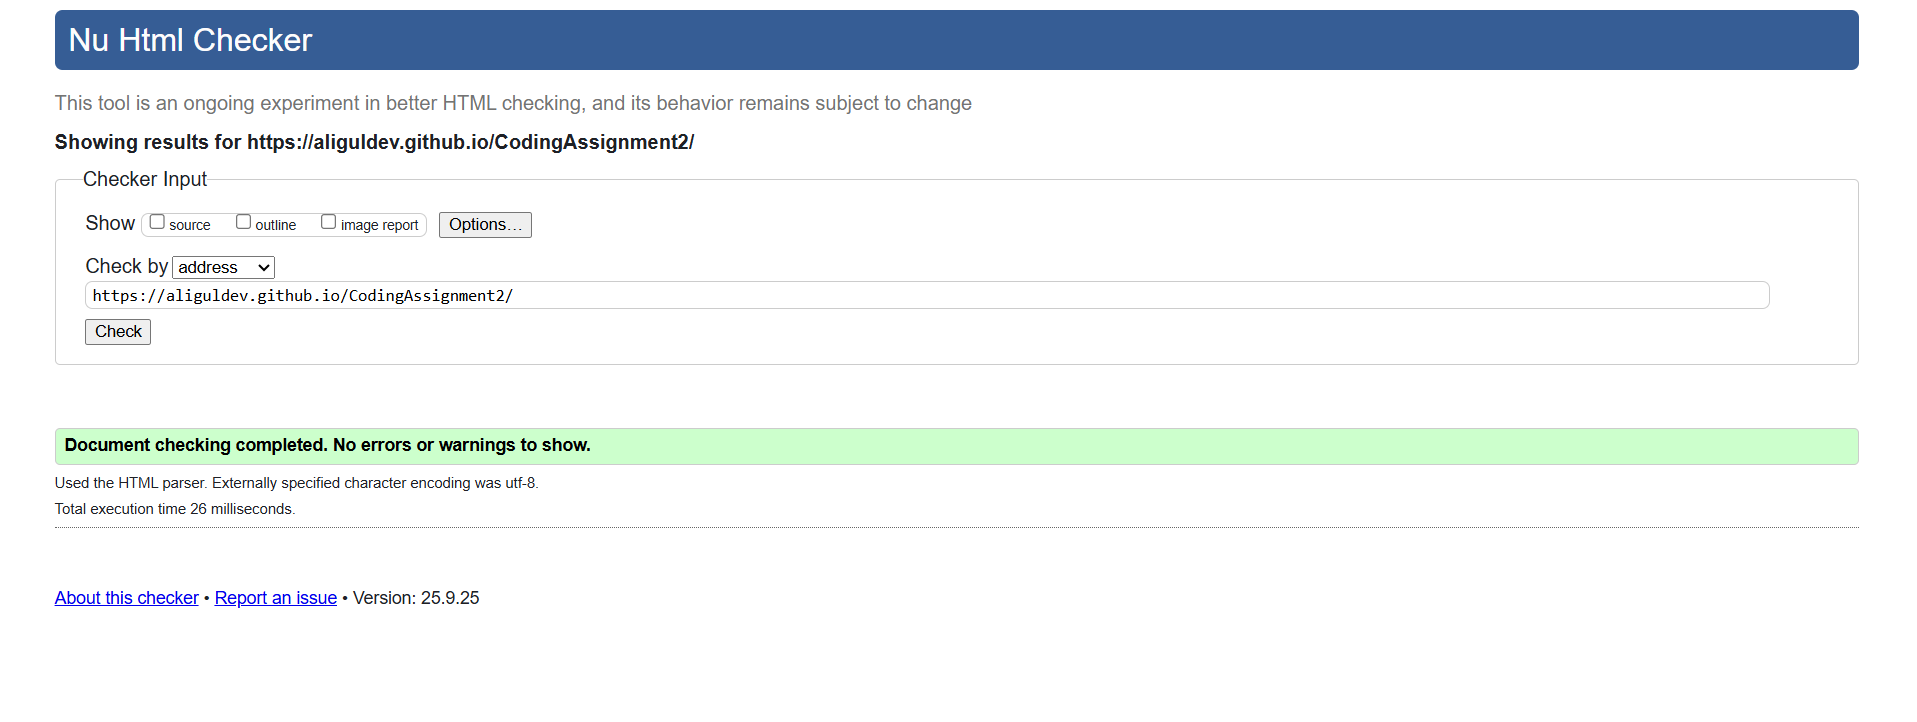 Nu Html Checker
This tool is an ongoing experiment in better HTML checking, and its behavior remains subject to change
Showing results for https://aliguldev.github.io/CodingAssignment2/
Checker Input
Show source outline image report Options...
Check by address
https://aliguldev.github.io/CodingAssignment2/
Check
Document checking completed. No errors or warnings to show.
Used the HTML parser. Externally specified character encoding was utf-8.
Total execution time 26 milliseconds.
About this checker • Report an issue • Version: 25.9.25